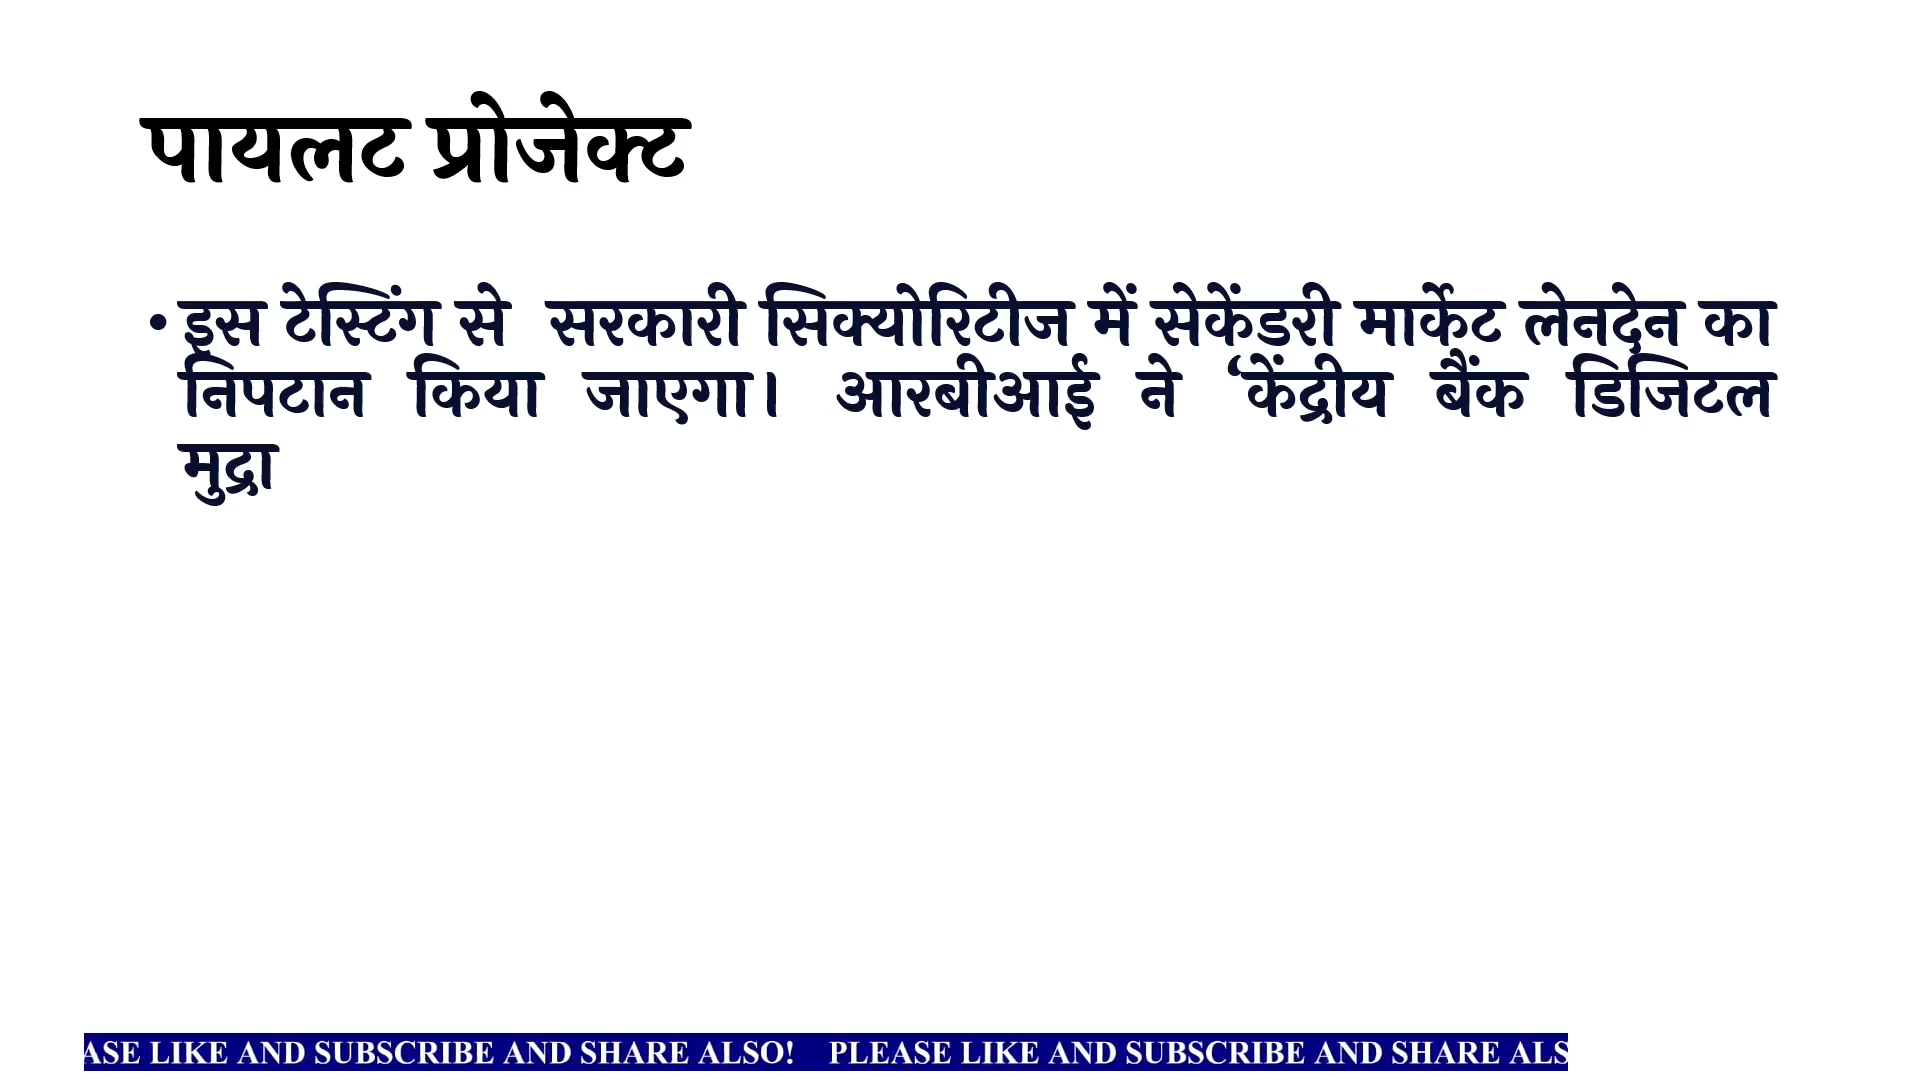 पायलट प्रोजेक्ट
• इस टेस्टिंग से सरकारी सिक्योरिटीज में सेकेंडरी मार्केट लेनदेन का
निपटान किया जाएगा। आरबीआई ने ‘केंद्रीय बैंक डिजिटल
मुद्रा
ASE LIKE AND SUBSCRIBE AND SHARE ALSO! PLEASE LIKE AND SUBSCRIBE AND SHARE ALS